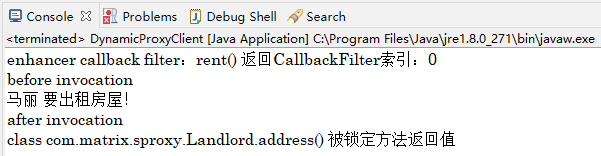 Console Problems Debug Shell Search
<terminated> DynamicProxyClient [Java Application] C:\Program Files\Java\jre1.8.0_271\bin\javaw.exe
enhancer callback filter：rent() 返回CallbackFilter索引：0
before invocation
马丽 要出租房屋!
after invocation
class com.matrix.sproxy.Landlord.address() 被锁定方法返回值